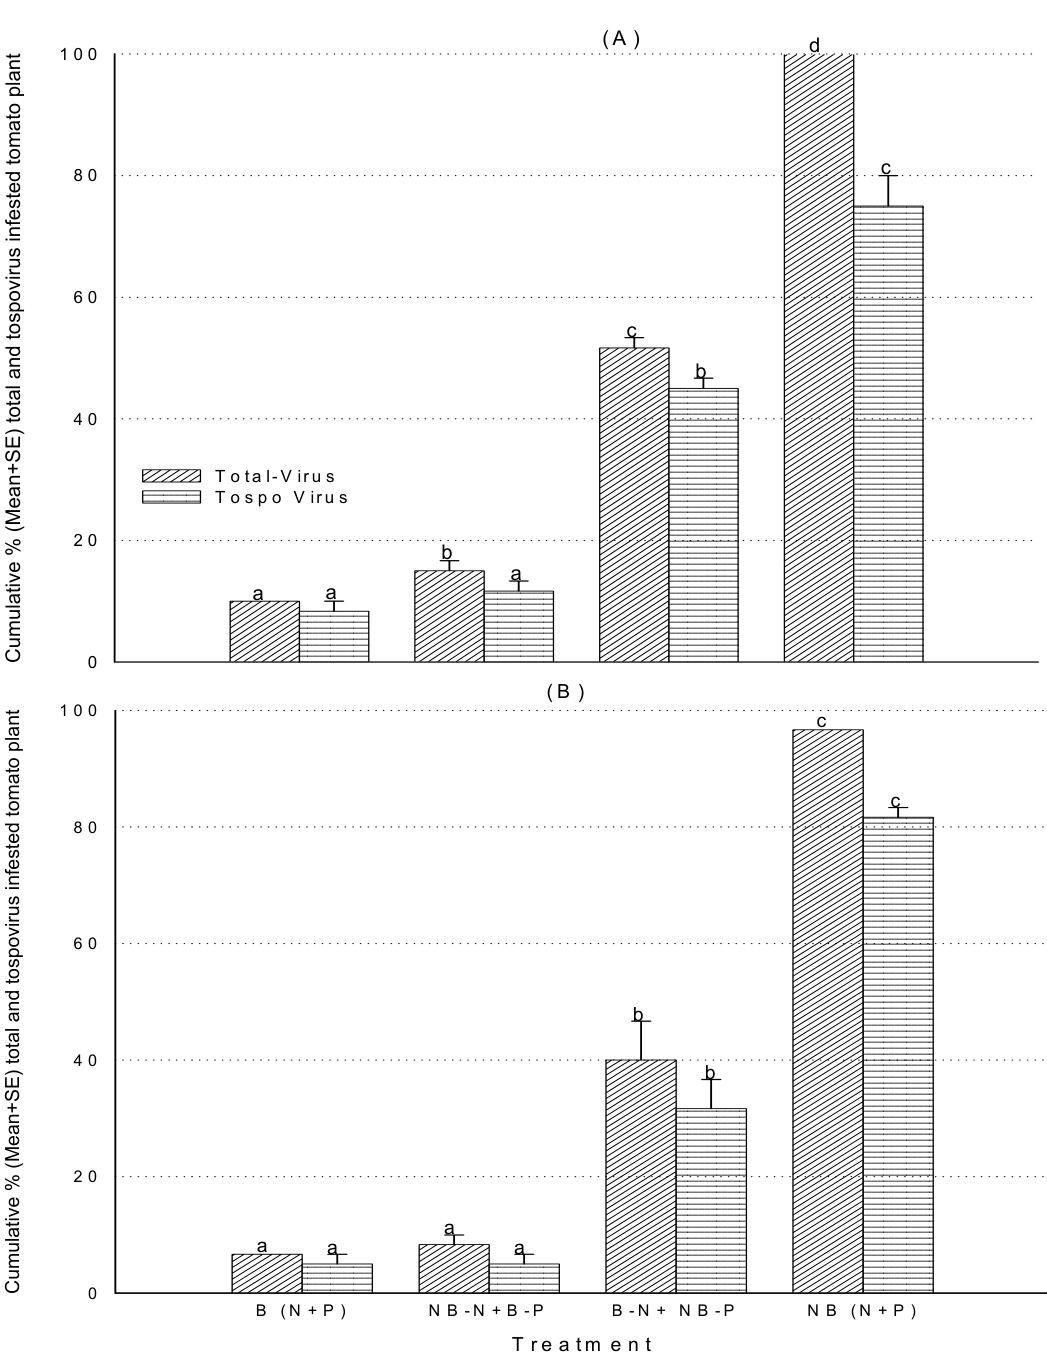 (A)
Cumulative % (Mean+SE) total and tospovirus infested tomato plant
100
d
80
c
60
c
b
40
Total-Virus
Tospo Virus
20
b
a
a
a
0
(B)
Cumulative % (Mean+SE) total and tospovirus infested tomato plant
100
c
c
80
60
b
40
b
20
a
a
a
a
0
B (N+P)
NB-N+B-P
B-N+ NB-P
NB (N+P)
Treatment